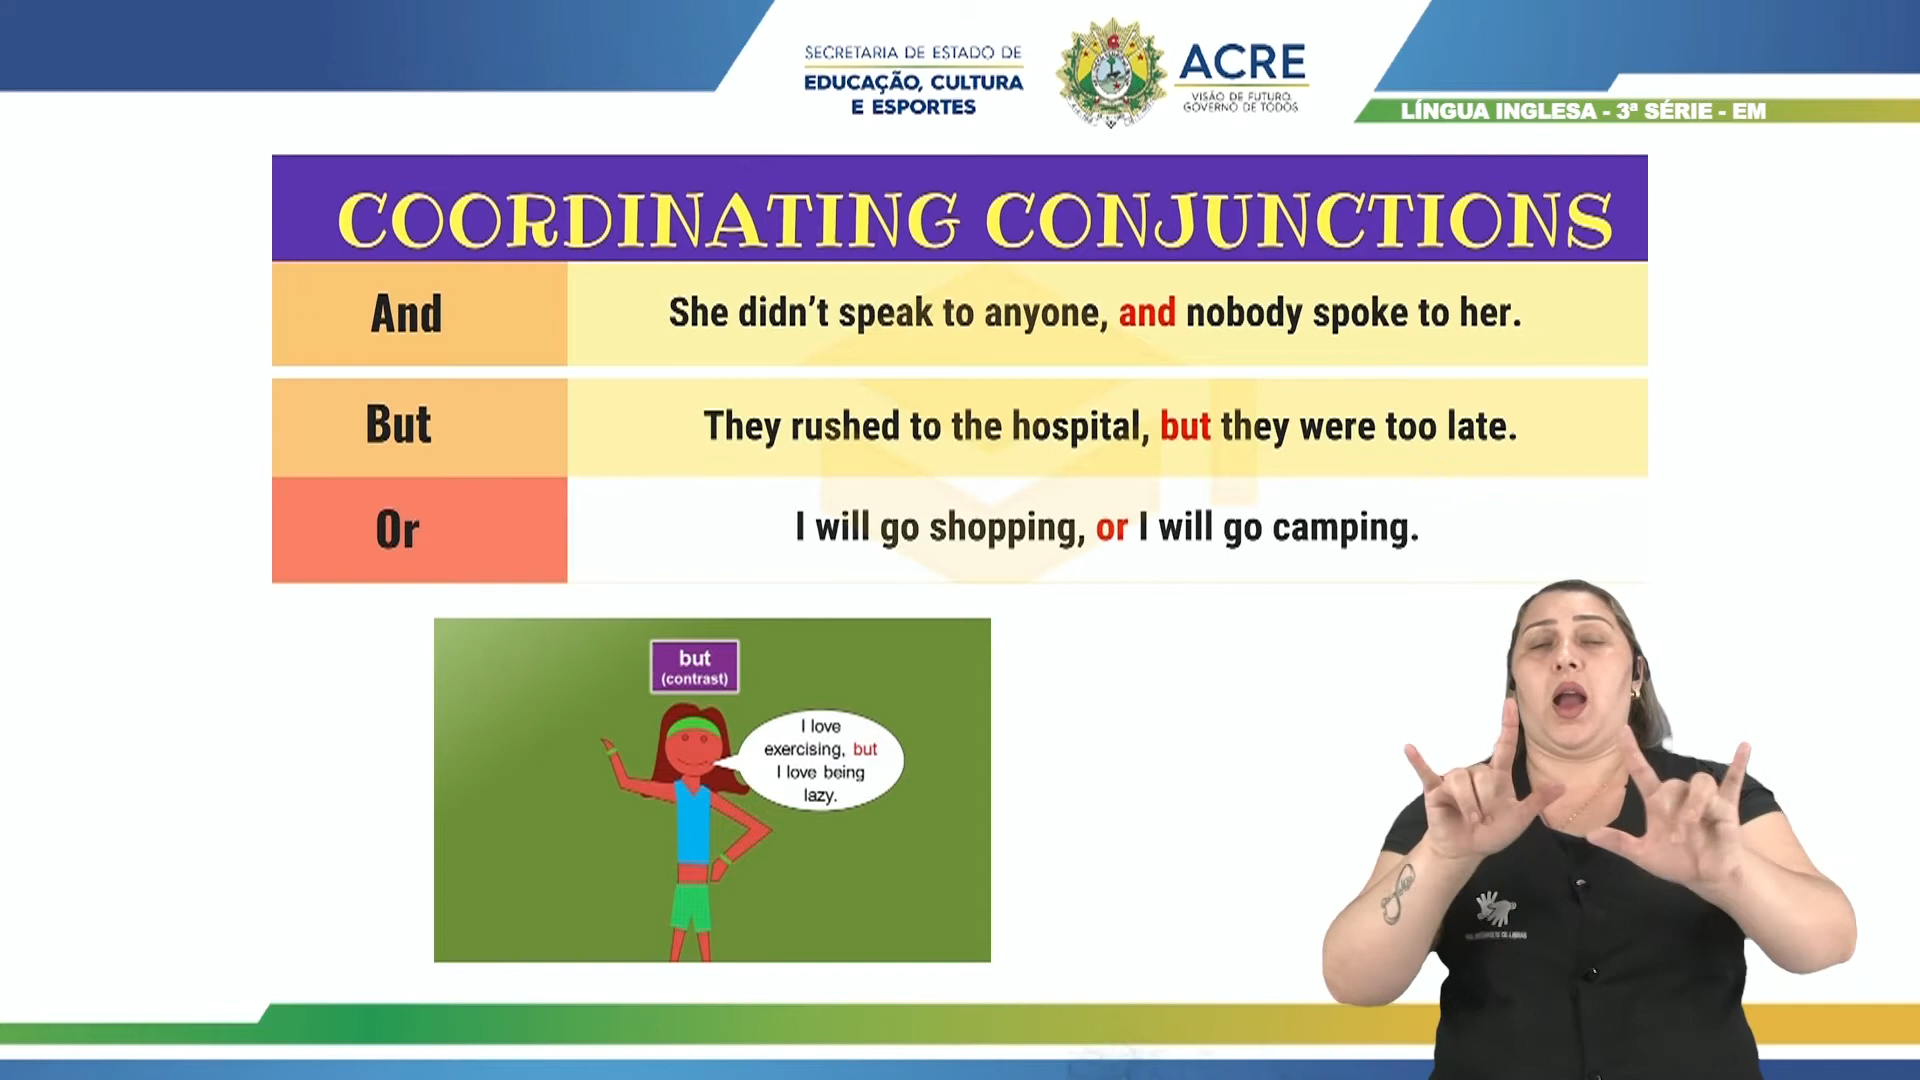 SECRETARIA DE ESTADO DE
EDUCAÇÃO, CULTURA
E ESPORTES
ACRE
VISÃO DE FUTURO,
GOVERNO DE TODOS
LÍNGUA INGLESA - 3ª SÉRIE - EM
COORDINATING CONJUNCTIONS
And
She didn't speak to anyone, and nobody spoke to her.
But
They rushed to the hospital, but they were too late.
Or
I will go shopping, or I will go camping.
but
(contrast)
I love
exercising, but
I love being
lazy.